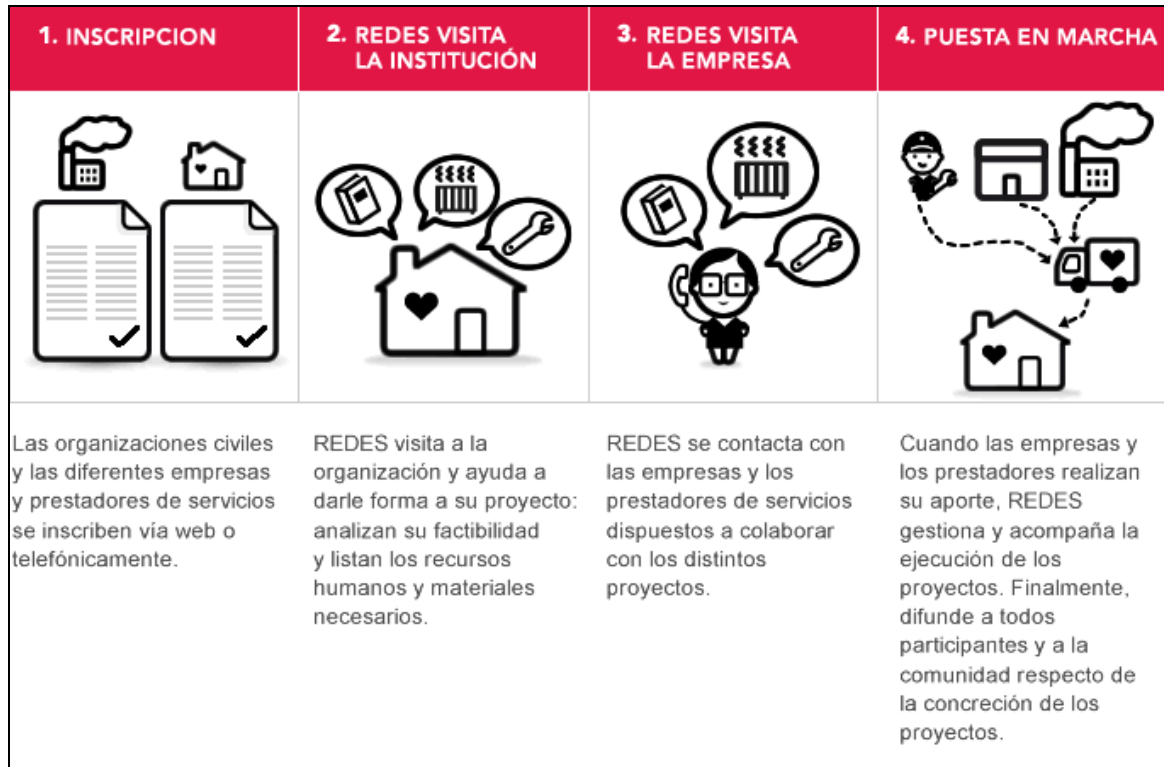 1. INSCRIPCION
2. REDES VISITA
LA INSTITUCIÓN
3. REDES VISITA
LA EMPRESA
4. PUESTA EN MARCHA
Las organizaciones civiles
y las diferentes empresas
y prestadores de servicios
se inscriben vía web o
telefónicamente.
REDES visita a la
organización y ayuda a
darle forma a su proyecto:
analizan su factibilidad
y listan los recursos
humanos y materiales
necesarios.
REDES se contacta con
las empresas y los
prestadores de servicios
dispuestos a colaborar
con los distintos
proyectos.
Cuando las empresas y
los prestadores realizan
su aporte, REDES
gestiona y acompaña la
ejecución de los
proyectos. Finalmente,
difunde a todos
participantes y a la
comunidad respecto de
la concreción de los
proyectos.